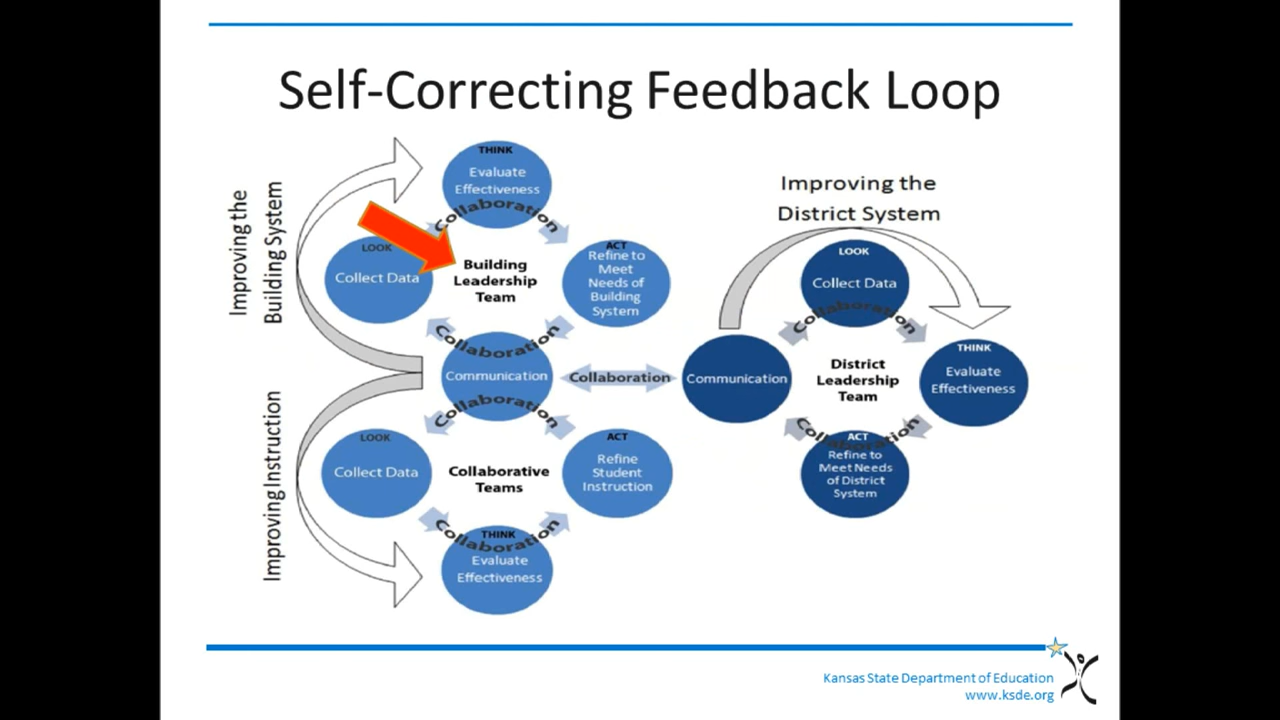 Self-Correcting Feedback Loop
Improving the
Building System
THINK
Evaluate
Effectiveness
Collaboration
LOOK
Collect Data
Building
Leadership
Team
ACT
Refine to
Meet
Needs of
Building
System
Collaboration
Communication
Collaboration
Collaboration
Improving Instruction
LOOK
Collect Data
Collaborative
Teams
ACT
Refine
Student
Instruction
Collaboration
THINK
Evaluate
Effectiveness
Improving the
District System
LOOK
Collect Data
Collaboration
Communication
District
Leadership
Team
THINK
Evaluate
Effectiveness
Collaboration
ACT
Refine to
Meet Needs
of District
System
Kansas State Department of Education
www.ksde.org